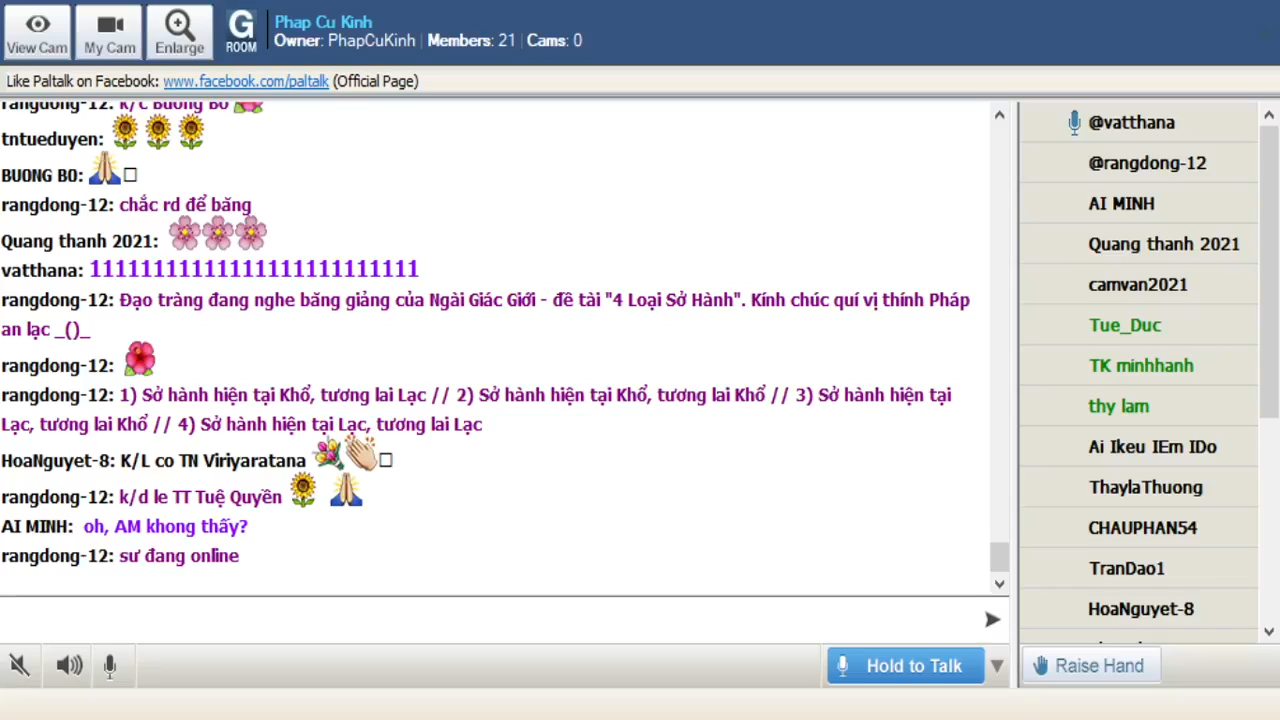 View Cam
My Cam
Enlarge
G
ROOM
Phap Cu Kinh
Owner: PhapCuKinh | Members: 21 | Cams: 0
Like Paltalk on Facebook: www.facebook.com/paltalk (Official Page)
rangdong-12: k/c Buong Bo
tntueduyen:
BUONG BO:
rangdong-12: chắc rd để băng
Quang thanh 2021:
vatthana: 11111111111111111111111111
rangdong-12: Đạo tràng đang nghe băng giảng của Ngài Giác Giới - đề tài "4 Loại Sở Hành". Kính chúc quí vị thính Pháp
an lạc _()_
rangdong-12:
rangdong-12: 1) Sở hành hiện tại Khổ, tương lai Lạc // 2) Sở hành hiện tại Khổ, tương lai Khổ // 3) Sở hành hiện tại
Lạc, tương lai Khổ // 4) Sở hành hiện tại Lạc, tương lai Lạc
HoaNguyet-8: K/L co TN Viriyaratana
rangdong-12: k/d le TT Tuệ Quyền
AI MINH: oh, AM khong thấy?
rangdong-12: sư đang online
Hold to Talk
@vatthana
@rangdong-12
AI MINH
Quang thanh 2021
camvan2021
Tue_Duc
TK minhhanh
thy lam
Ai Ikeu IEm IDo
ThaylaThuong
CHAUPHAN54
TranDao1
HoaNguyet-8
Raise Hand